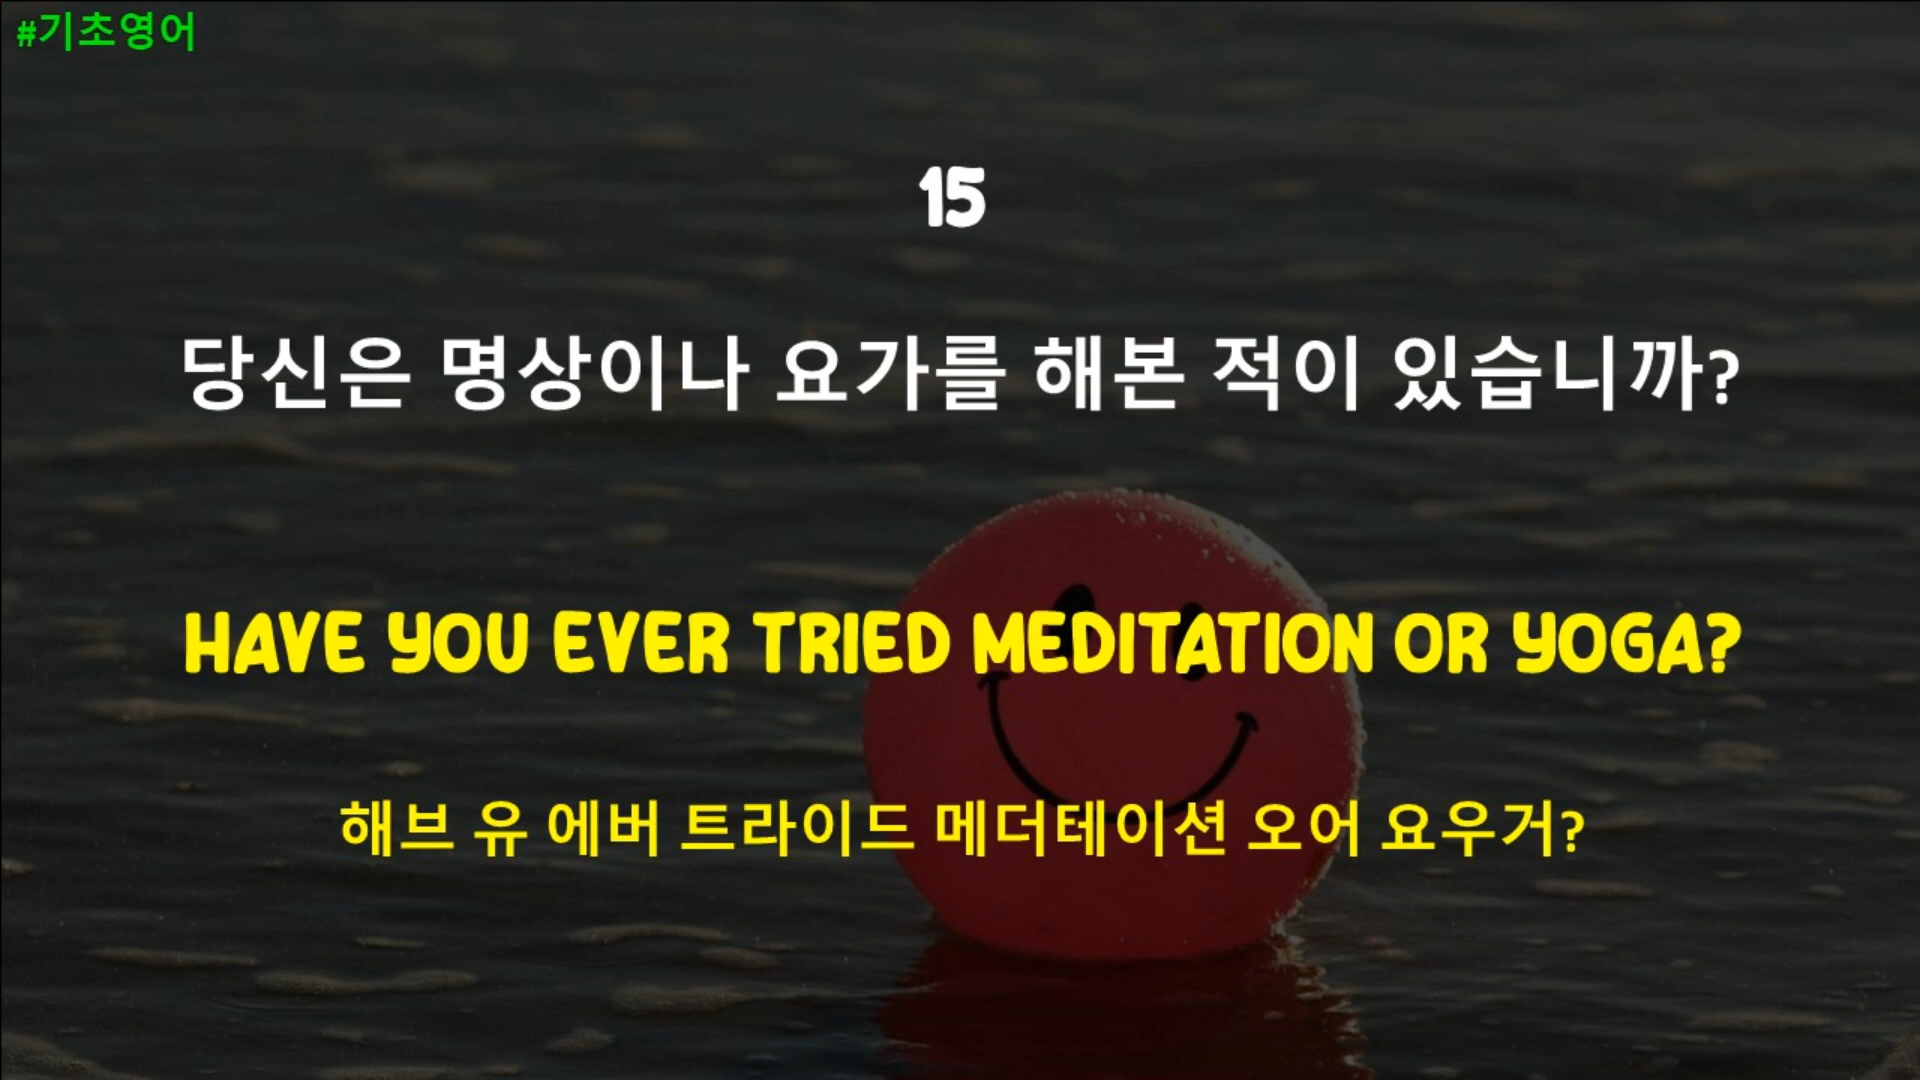 #기초영어
15
당신은 명상이나 요가를 해본 적이 있습니까?
HAVE YOU EVER TRIED MEDITATION OR YOGA?
해브 유 에버 트라이드 메더테이션 오어 요우거?